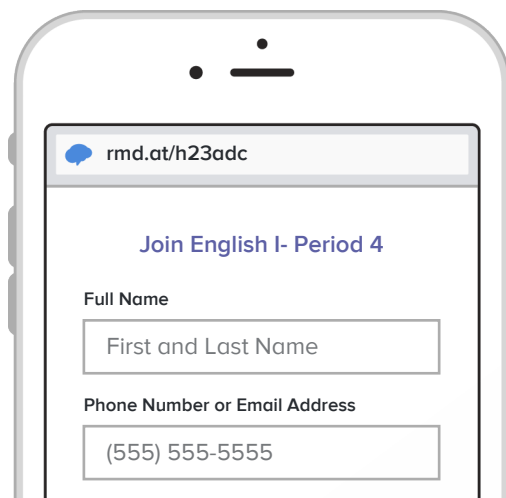 rmd.at/h23adc
Join English I- Period 4
Full Name
First and Last Name
Phone Number or Email Address
(555) 555-5555